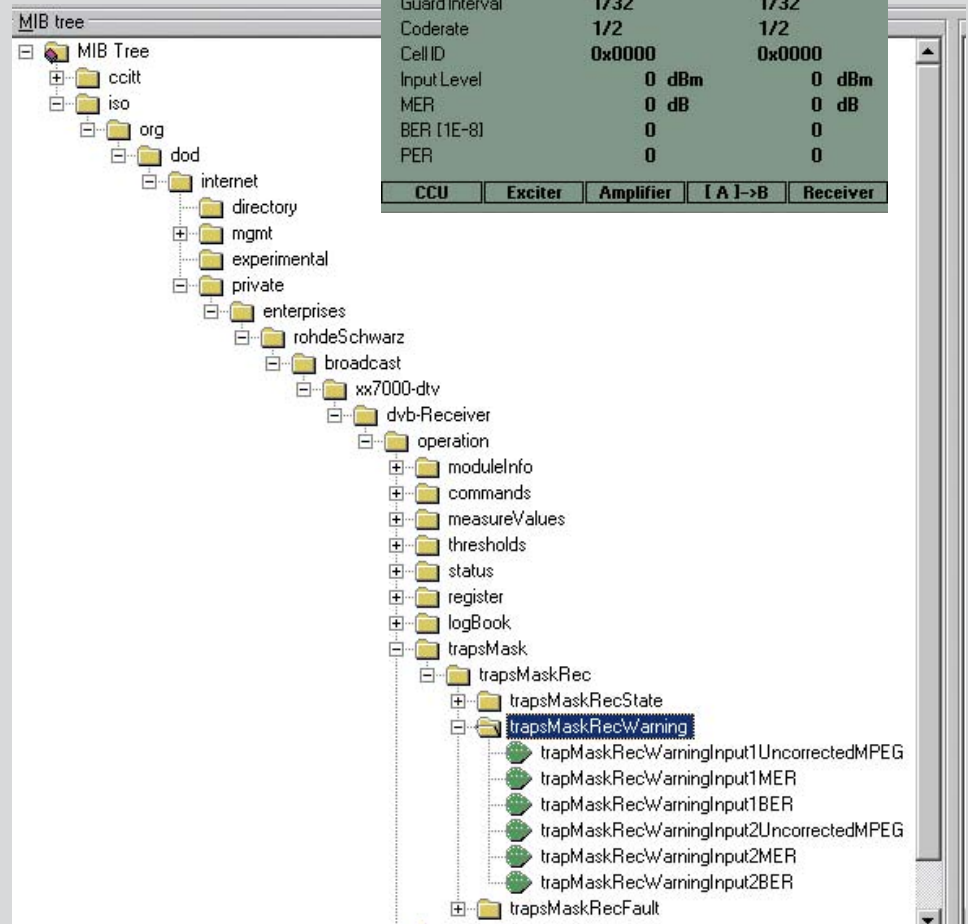 Guard Interval 1/32 1/32
Coderate 1/2 1/2
Cell ID 0x0000 0x0000
Input Level 0 dBm 0 dBm
MER 0 dB 0 dB
BER [1E-8] 0 0
PER 0 0
CCU Exciter Amplifier [ A ]->B Receiver
MIB tree
MIB Tree
ccitt
iso
org
dod
internet
directory
mgmt
experimental
private
enterprises
rohdeSchwarz
broadcast
xx7000-dtv
dvb-Receiver
operation
moduleInfo
commands
measureValues
thresholds
status
register
logBook
trapsMask
trapsMaskRec
trapsMaskRecState
trapsMaskRecWarning
trapMaskRecWarningInput1UncorrectedMPEG
trapMaskRecWarningInput1MER
trapMaskRecWarningInput1BER
trapMaskRecWarningInput2UncorrectedMPEG
trapMaskRecWarningInput2MER
trapMaskRecWarningInput2BER
trapsMaskRecFault